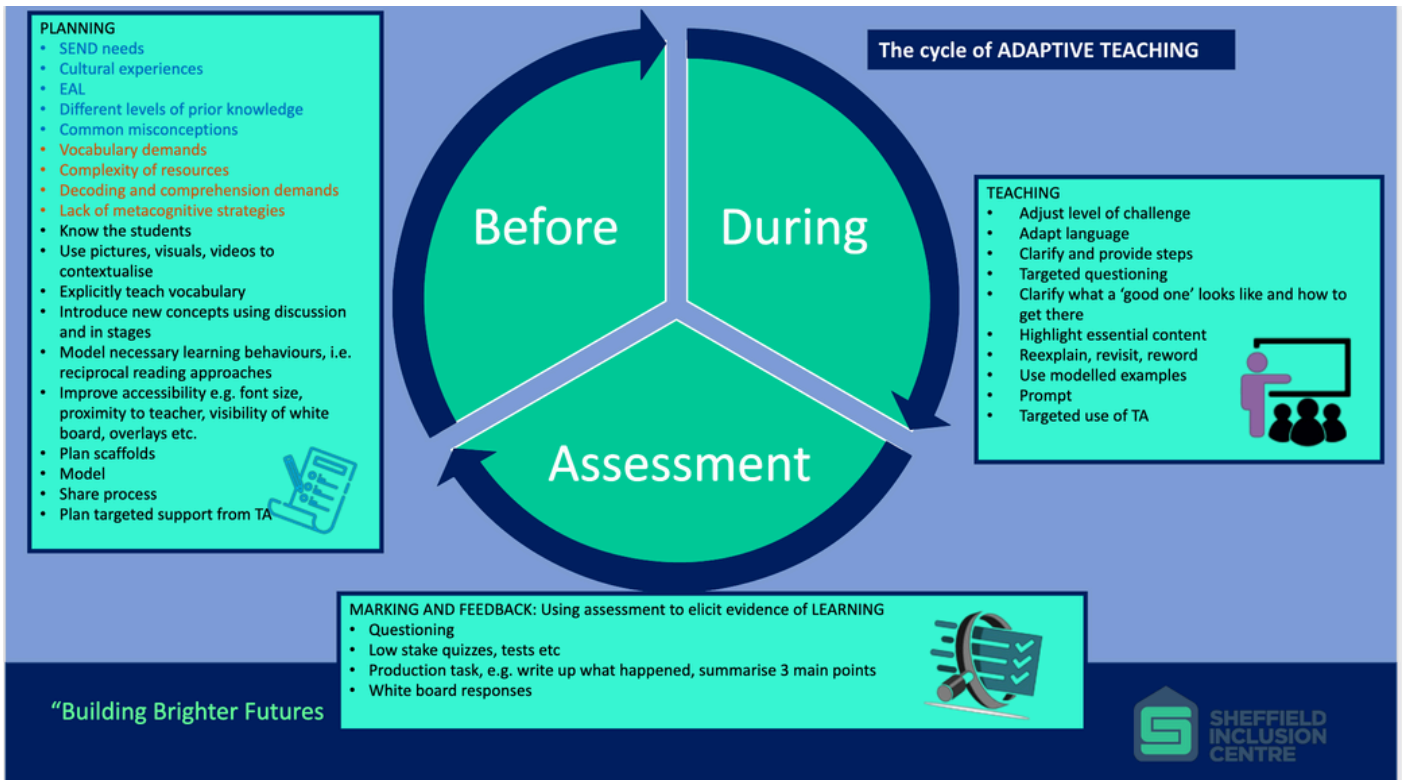 The cycle of ADAPTIVE TEACHING
PLANNING
• SEND needs
• Cultural experiences
• EAL
• Different levels of prior knowledge
• Common misconceptions
• Vocabulary demands
• Complexity of resources
• Decoding and comprehension demands
• Lack of metacognitive strategies
• Know the students
• Use pictures, visuals, videos to
contextualise
• Explicitly teach vocabulary
• Introduce new concepts using discussion
and in stages
• Model necessary learning behaviours, i.e.
reciprocal reading approaches
• Improve accessibility e.g. font size,
proximity to teacher, visibility of white
board, overlays etc.
• Plan scaffolds
• Model
• Share process
• Plan targeted support from TA
Before
During
Assessment
TEACHING
• Adjust level of challenge
• Adapt language
• Clarify and provide steps
• Targeted questioning
• Clarify what a ‘good one’ looks like and how to
get there
• Highlight essential content
• Reexplain, revisit, reword
• Use modelled examples
• Prompt
• Targeted use of TA
MARKING AND FEEDBACK: Using assessment to elicit evidence of LEARNING
• Questioning
• Low stake quizzes, tests etc
• Production task, e.g. write up what happened, summarise 3 main points
• White board responses
“Building Brighter Futures
SHEFFIELD
INCLUSION
CENTRE